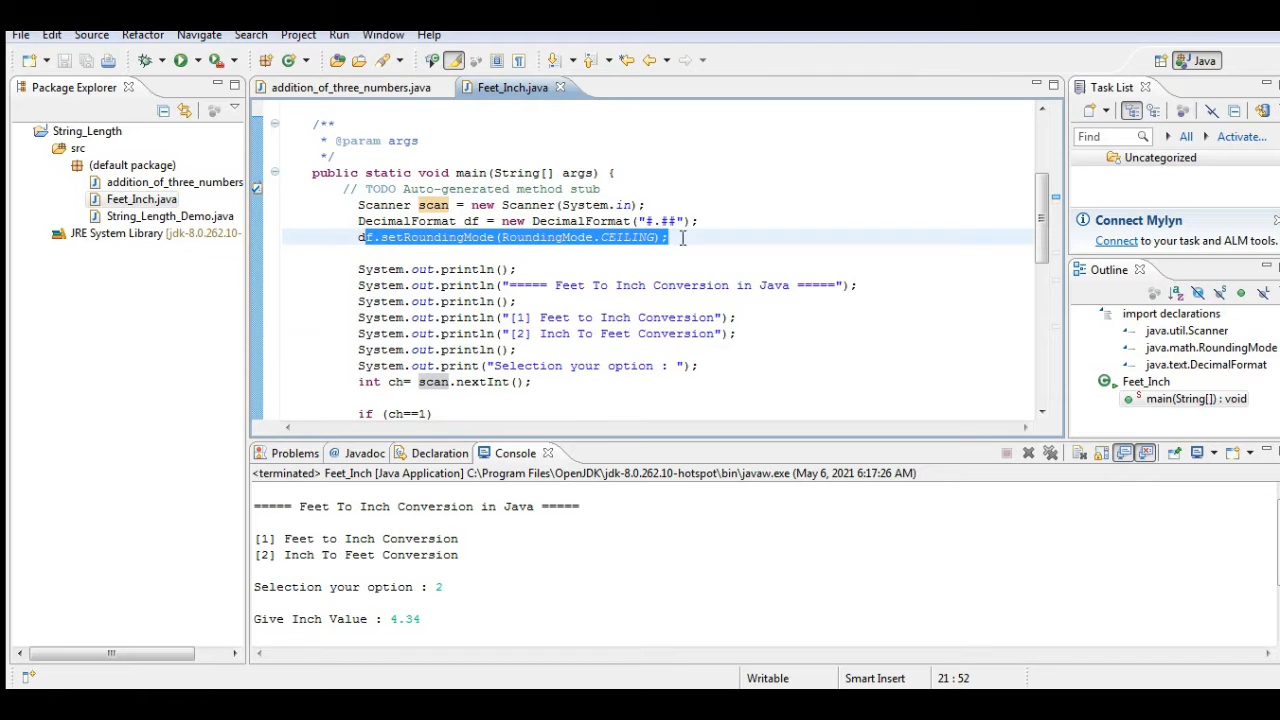 File Edit Source Refactor Navigate Search Project Run Window Help
Java
Package Explorer
String_Length
src
(default package)
addition_of_three_numbers
Feet_Inch.java
String_Length_Demo.java
JRE System Library [jdk-8.0.262.10-
addition_of_three_numbers.java
Feet_Inch.java
/**
* @param args
*/
public static void main(String[] args) {
// TODO Auto-generated method stub
Scanner scan = new Scanner(System.in);
DecimalFormat df = new DecimalFormat("#.##");
df.setRoundingMode(RoundingMode.CEILING);
System.out.println();
System.out.println("===== Feet To Inch Conversion in Java =====");
System.out.println();
System.out.println("[1] Feet to Inch Conversion");
System.out.println("[2] Inch To Feet Conversion");
System.out.println();
System.out.print("Selection your option : ");
int ch= scan.nextInt();
if (ch==1)
Task List
Find All Activate...
Uncategorized
Connect Mylyn
Connect to your task and ALM tools.
Outline
import declarations
java.util.Scanner
java.math.RoundingMode
java.text.DecimalFormat
Feet_Inch
main(String[]) : void
Problems Javadoc Declaration Console
<terminated> Feet_Inch [Java Application] C:\Program Files\OpenJDK\jdk-8.0.262.10-hotspot\bin\javaw.exe (May 6, 2021 6:17:26 AM)
===== Feet To Inch Conversion in Java =====
[1] Feet to Inch Conversion
[2] Inch To Feet Conversion
Selection your option : 2
Give Inch Value : 4.34
Writable Smart Insert 21 : 52